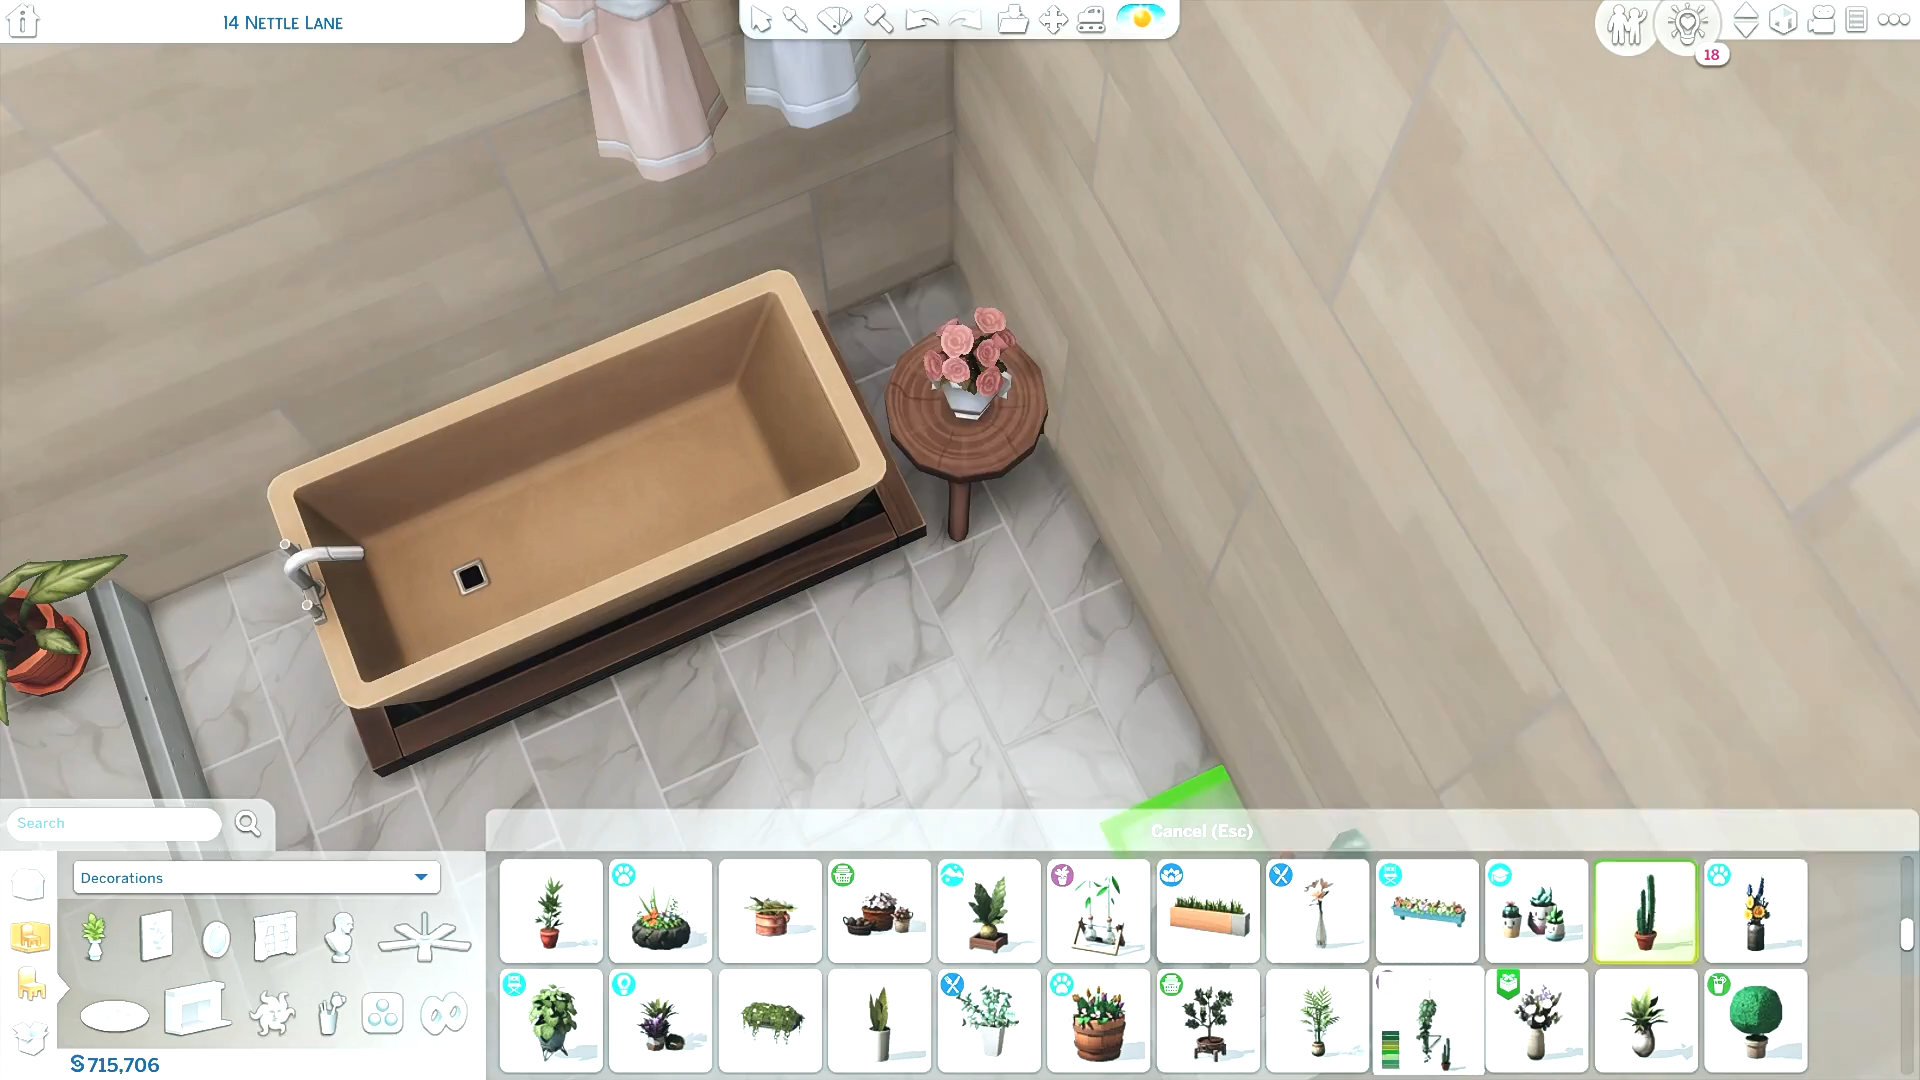 14 NETTLE LANE
18
Search
Cancel (Esc)
Decorations
§715,706